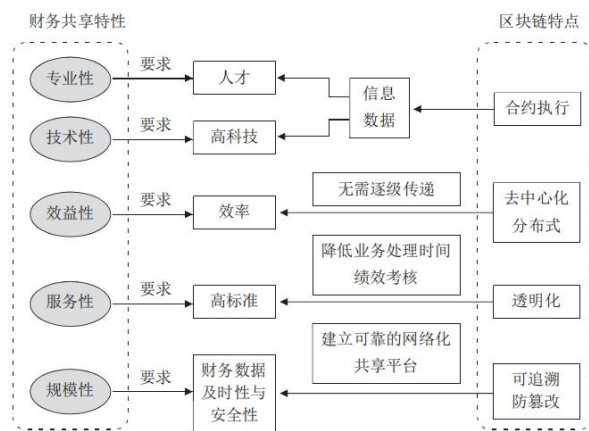 财务共享特性
区块链特点
专业性
要求
人才
信息
数据
合约执行
技术性
要求
高科技
无需逐级传递
效益性
要求
效率
去中心化
分布式
降低业务处理时间
绩效考核
服务性
要求
高标准
透明化
建立可靠的网络化
共享平台
规模性
要求
财务数据
及时性与
安全性
可追溯
防篡改